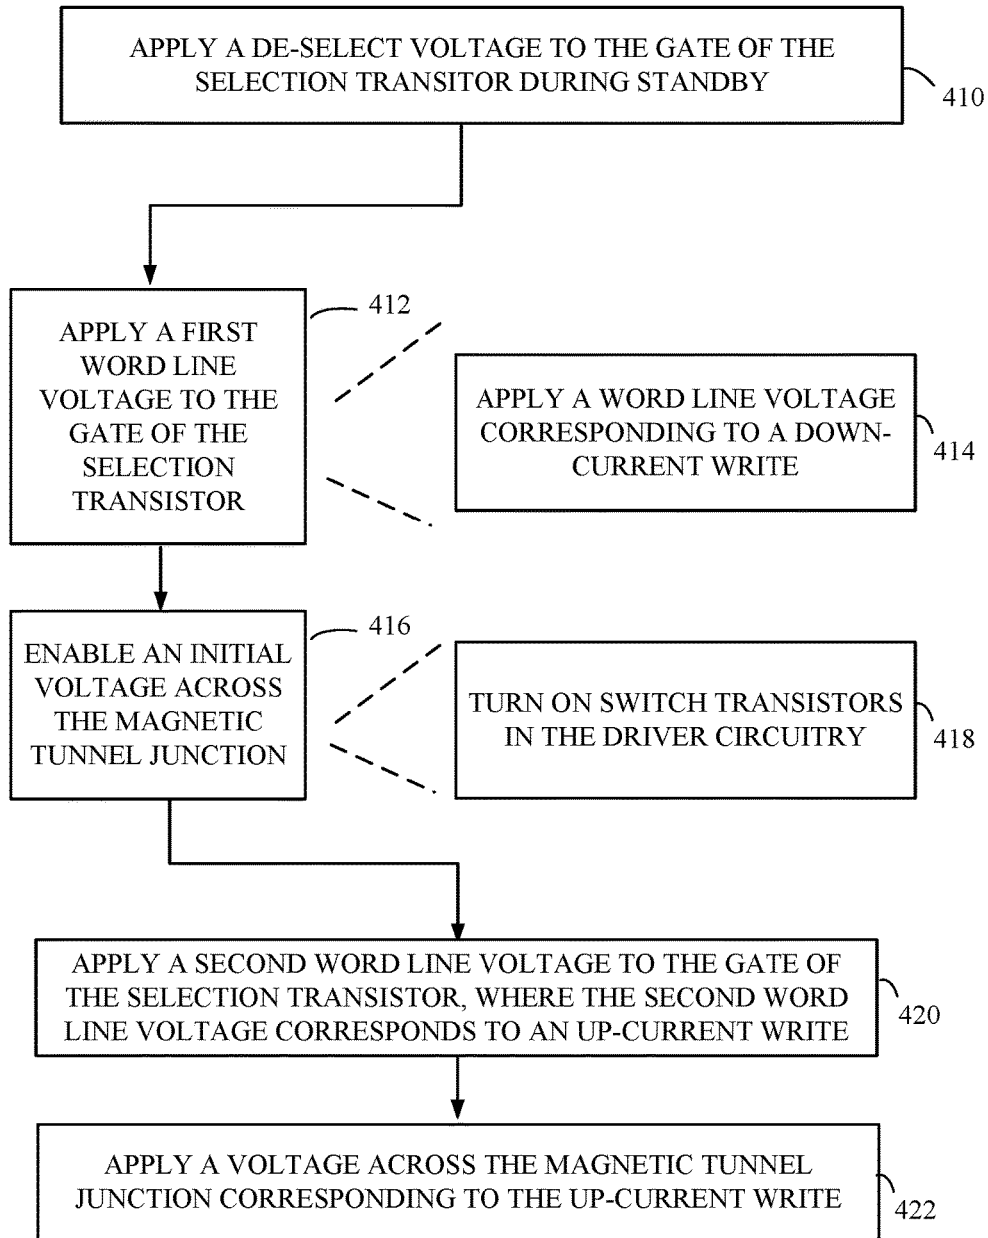 APPLY A DE-SELECT VOLTAGE TO THE GATE OF THE
SELECTION TRANSITOR DURING STANDBY
410
APPLY A FIRST
WORD LINE
VOLTAGE TO THE
GATE OF THE
SELECTION
TRANSISTOR
412
APPLY A WORD LINE VOLTAGE
CORRESPONDING TO A DOWN-
CURRENT WRITE
414
ENABLE AN INITIAL
VOLTAGE ACROSS
THE MAGNETIC
TUNNEL JUNCTION
416
TURN ON SWITCH TRANSISTORS
IN THE DRIVER CIRCUITRY
418
APPLY A SECOND WORD LINE VOLTAGE TO THE GATE OF
THE SELECTION TRANSISTOR, WHERE THE SECOND WORD
LINE VOLTAGE CORRESPONDS TO AN UP-CURRENT WRITE
420
APPLY A VOLTAGE ACROSS THE MAGNETIC TUNNEL
JUNCTION CORRESPONDING TO THE UP-CURRENT WRITE
422